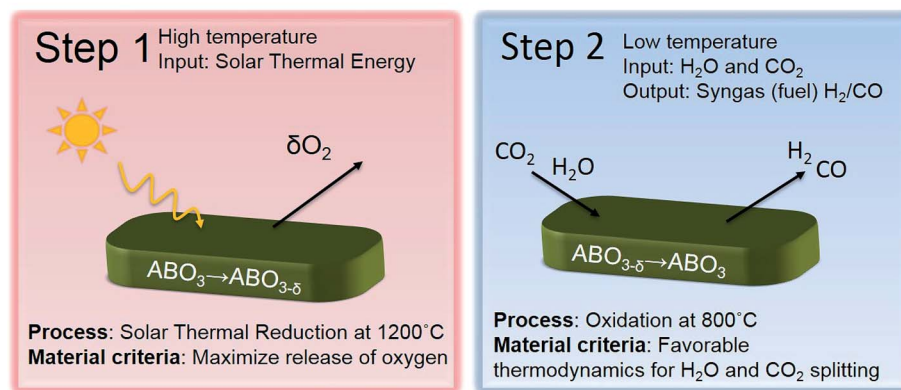 Step 1
High temperature
Input: Solar Thermal Energy
δO₂
ABO₃→ABO₃₋δ
Process: Solar Thermal Reduction at 1200˚C
Material criteria: Maximize release of oxygen
Step 2
Low temperature
Input: H₂O and CO₂
Output: Syngas (fuel) H₂/CO
CO₂
H₂O
H₂
CO
ABO₃₋δ→ABO₃
Process: Oxidation at 800˚C
Material criteria: Favorable
thermodynamics for H₂O and CO₂ splitting